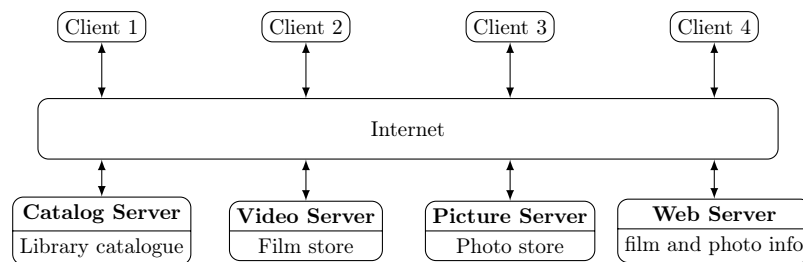 Client 1
Client 2
Client 3
Client 4
Internet
Catalog Server
Library catalogue
Video Server
Film store
Picture Server
Photo store
Web Server
film and photo info